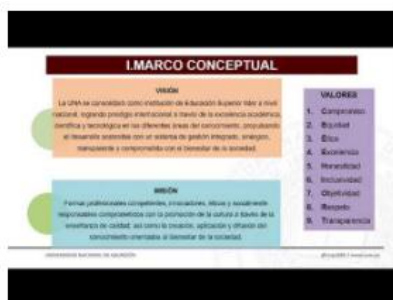 I.MARCO CONCEPTUAL
VISIÓN
La UNA se consolidará como institución de Educación Superior líder a nivel
nacional, logrando prestigio internacional a través de la excelencia académica,
científica y tecnológica en las diferentes áreas del conocimiento, propulsando
el desarrollo sostenible con un sistema de gestión integrado, sinérgico,
transparente y comprometida con el bienestar de la sociedad.
MISIÓN
Formar profesionales competentes, innovadores, éticos y socialmente
responsables comprometidos con la promoción de la cultura a través de la
enseñanza de calidad, así como la creación, aplicación y difusión del
conocimiento orientados al bienestar de la sociedad.
VALORES
1. Compromiso
2. Equidad
3. Ética
4. Excelencia
5. Honestidad
6. Inclusividad
7. Objetividad
8. Respeto
9. Transparencia
UNIVERSIDAD NACIONAL DE ASUNCIÓN